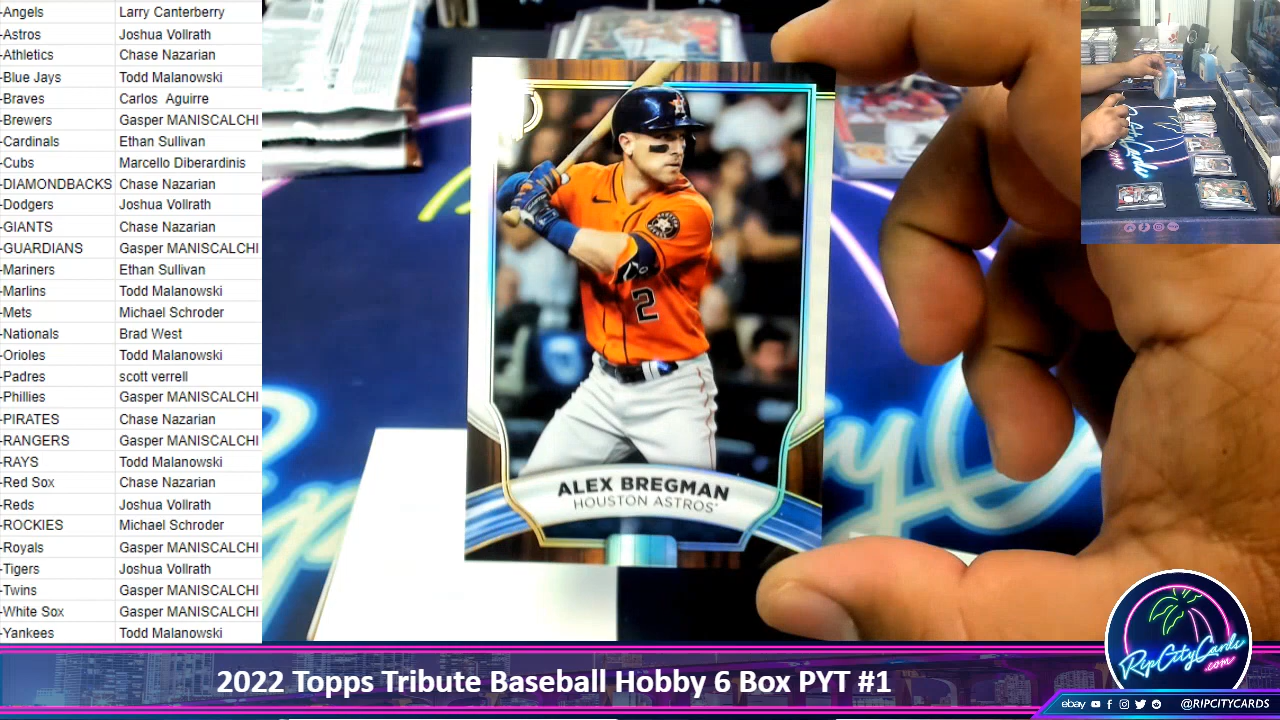 -Angels Larry Canterberry
-Astros Joshua Vollrath
-Athletics Chase Nazarian
-Blue Jays Todd Malanowski
-Braves Carlos Aguirre
-Brewers Gasper MANISCALCHI
-Cardinals Ethan Sullivan
-Cubs Marcello Diberardinis
-DIAMONDBACKS Chase Nazarian
-Dodgers Joshua Vollrath
-GIANTS Chase Nazarian
-GUARDIANS Gasper MANISCALCHI
-Mariners Ethan Sullivan
-Marlins Todd Malanowski
-Mets Michael Schroder
-Nationals Brad West
-Orioles Todd Malanowski
-Padres scott verrell
-Phillies Gasper MANISCALCHI
-PIRATES Chase Nazarian
-RANGERS Gasper MANISCALCHI
-RAYS Todd Malanowski
-Red Sox Chase Nazarian
-Reds Joshua Vollrath
-ROCKIES Michael Schroder
-Royals Gasper MANISCALCHI
-Tigers Joshua Vollrath
-Twins Gasper MANISCALCHI
-White Sox Gasper MANISCALCHI
-Yankees Todd Malanowski
2
ALEX BREGMAN
HOUSTON ASTROS
RipCityCards
.com
2022 Topps Tribute Baseball Hobby 6 Box PYT #1
ebay @RIPCITYCARDS